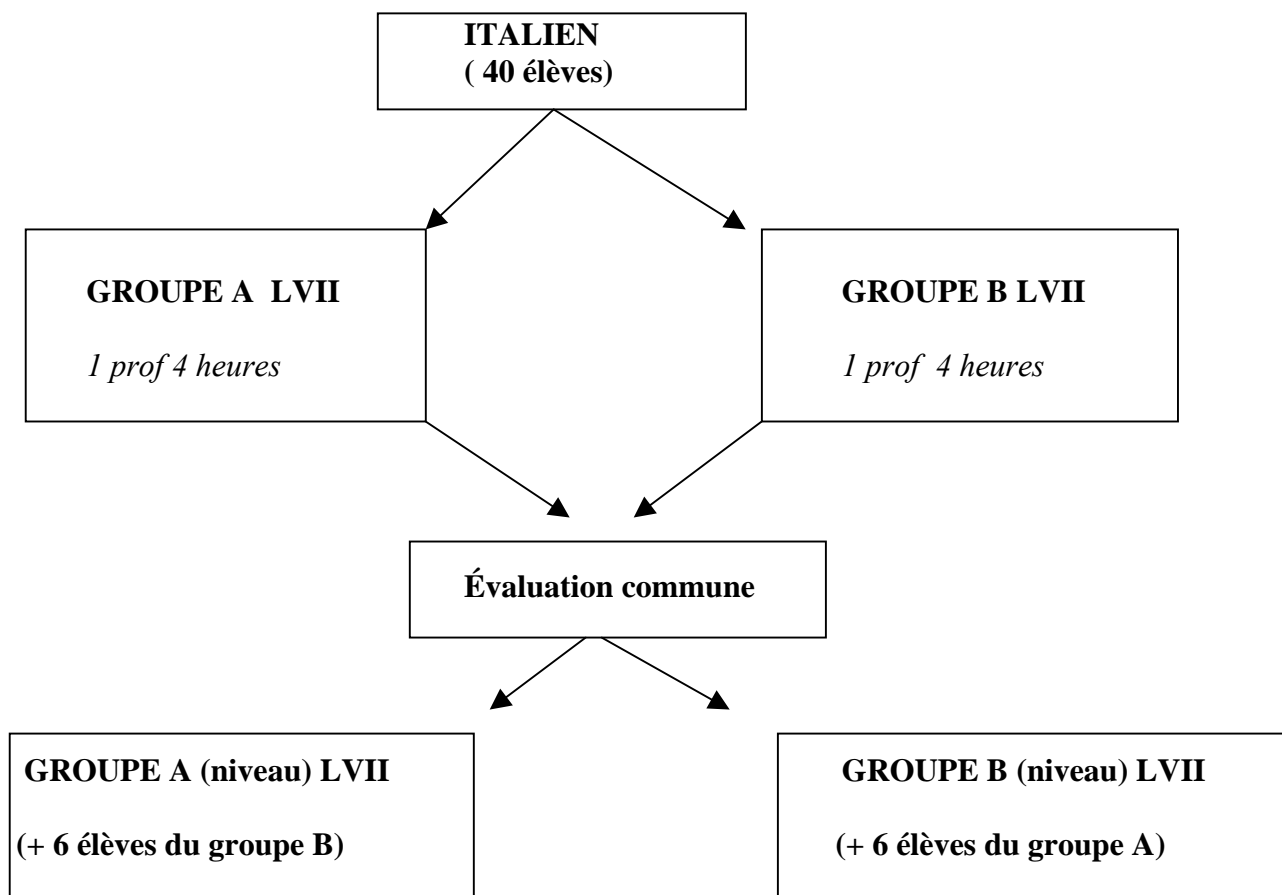 ITALIEN
( 40 élèves)
GROUPE A LVII
1 prof 4 heures
GROUPE B LVII
1 prof 4 heures
Évaluation commune
GROUPE A (niveau) LVII
(+ 6 élèves du groupe B)
GROUPE B (niveau) LVII
(+ 6 élèves du groupe A)